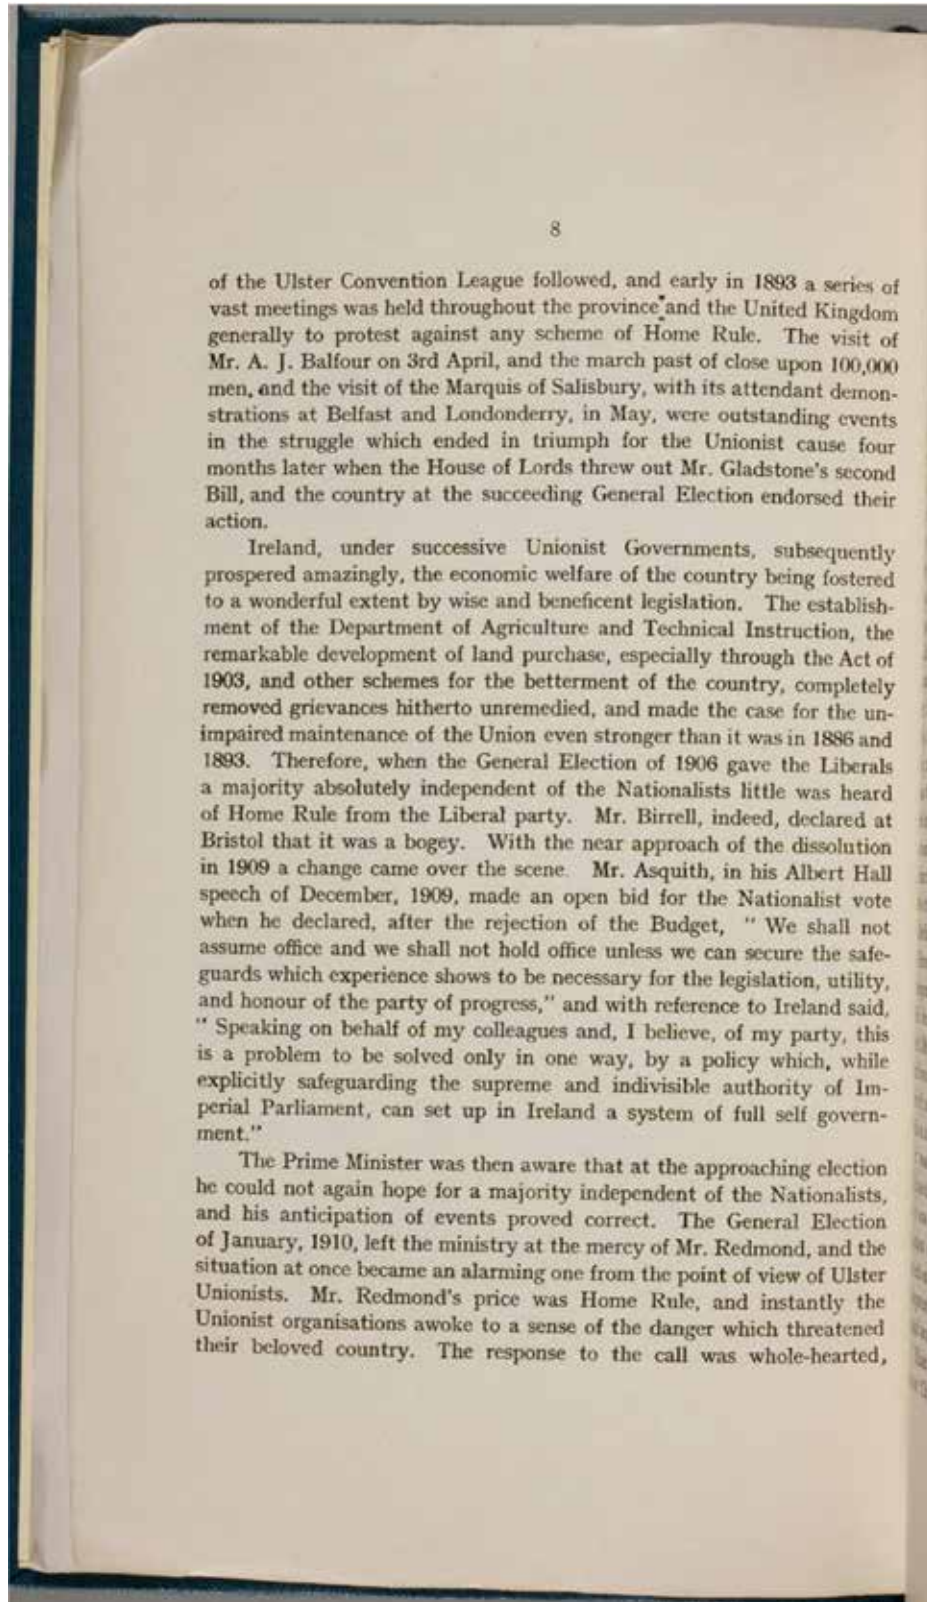 8
of the Ulster Convention League followed, and early in 1893 a series of
vast meetings was held throughout the province and the United Kingdom
generally to protest against any scheme of Home Rule. The visit of
Mr. A. J. Balfour on 3rd April, and the march past of close upon 100,000
men, and the visit of the Marquis of Salisbury, with its attendant demon-
strations at Belfast and Londonderry, in May, were outstanding events
in the struggle which ended in triumph for the Unionist cause four
months later when the House of Lords threw out Mr. Gladstone's second
Bill, and the country at the succeeding General Election endorsed their
action.
Ireland, under successive Unionist Governments, subsequently
prospered amazingly, the economic welfare of the country being fostered
to a wonderful extent by wise and beneficent legislation. The establish-
ment of the Department of Agriculture and Technical Instruction, the
remarkable development of land purchase, especially through the Act of
1903, and other schemes for the betterment of the country, completely
removed grievances hitherto unremedied, and made the case for the un-
impaired maintenance of the Union even stronger than it was in 1886 and
1893. Therefore, when the General Election of 1906 gave the Liberals
a majority absolutely independent of the Nationalists little was heard
of Home Rule from the Liberal party. Mr. Birrell, indeed, declared at
Bristol that it was a bogey. With the near approach of the dissolution
in 1909 a change came over the scene. Mr. Asquith, in his Albert Hall
speech of December, 1909, made an open bid for the Nationalist vote
when he declared, after the rejection of the Budget, " We shall not
assume office and we shall not hold office unless we can secure the safe-
guards which experience shows to be necessary for the legislation, utility,
and honour of the party of progress," and with reference to Ireland said,
" Speaking on behalf of my colleagues and, I believe, of my party, this
is a problem to be solved only in one way, by a policy which, while
explicitly safeguarding the supreme and indivisible authority of Im-
perial Parliament, can set up in Ireland a system of full self govern-
ment."
The Prime Minister was then aware that at the approaching election
he could not again hope for a majority independent of the Nationalists,
and his anticipation of events proved correct. The General Election
of January, 1910, left the ministry at the mercy of Mr. Redmond, and the
situation at once became an alarming one from the point of view of Ulster
Unionists. Mr. Redmond's price was Home Rule, and instantly the
Unionist organisations awoke to a sense of the danger which threatened
their beloved country. The response to the call was whole-hearted,